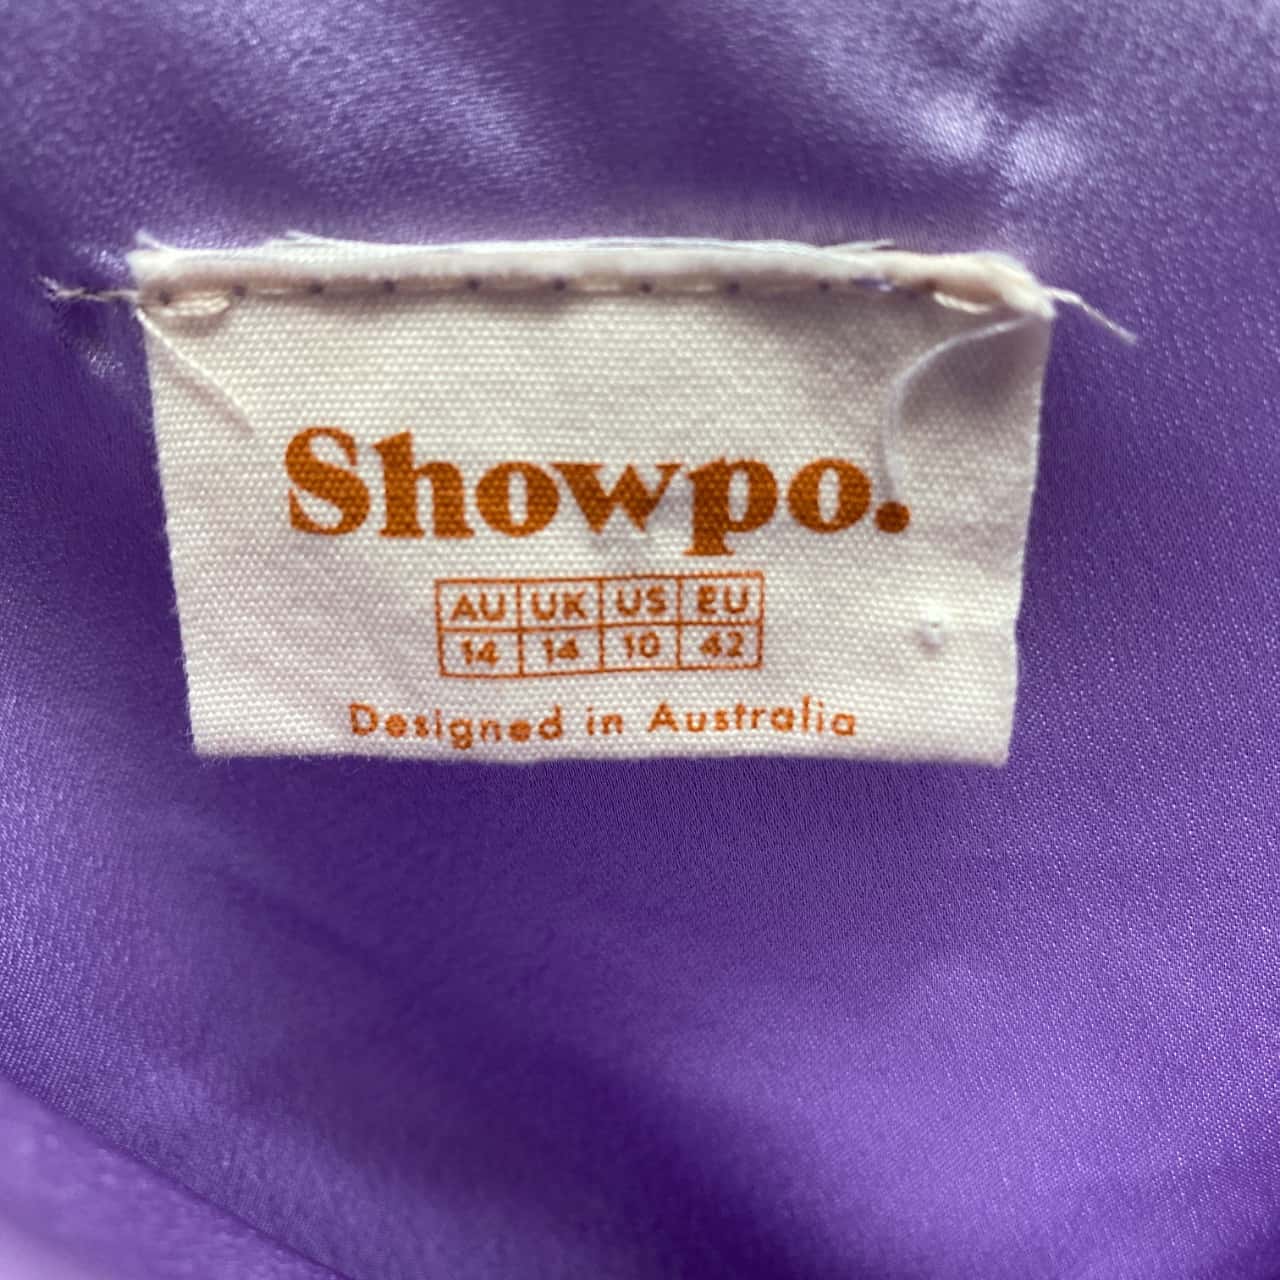 Showpo.
AU UK US EU
14 14 10 42
Designed in Australia